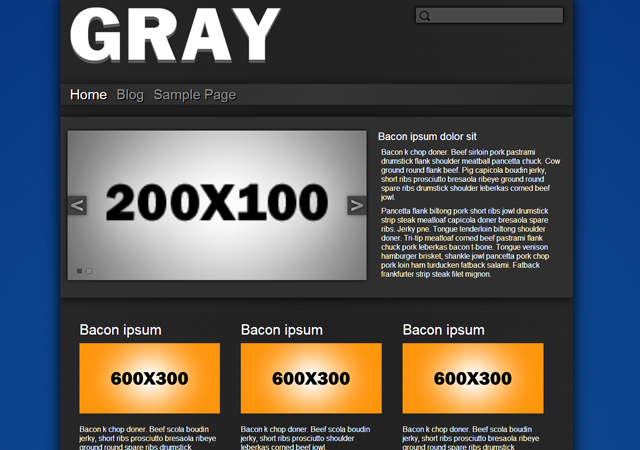 GRAY
Home Blog Sample Page
Bacon ipsum dolor sit
Bacon k chop doner. Beef sirloin pork pastrami
drumstick flank shoulder meatball pancetta chuck. Cow
ground round flank beef. Pig capicola boudin jerky,
short ribs prosciutto bresaola ribeye ground round
spare ribs drumstick shoulder leberkas corned beef
jowl.
Pancetta flank biltong pork short ribs jowl drumstick
strip steak meatloaf capicola doner bresaola spare
ribs. Jerky pne. Tongue tenderloin biltong shoulder
doner. Tri-tip meatloaf corned beef pastrami flank
chuck pork leberkas bacon t-bone. Tongue venison
hamburger brisket, shankle jowl pancetta pork chop
pork loin ham turducken fatback salami. Fatback
frankfurter strip steak filet mignon.
< 200X100 >
Bacon ipsum
600X300
Bacon k chop doner. Beef scola boudin
jerky, short ribs prosciutto bresaola ribeye
ground round spare ribs drumstick
Bacon ipsum
600X300
Bacon k chop doner. Beef scola boudin
jerky, short ribs prosciutto shoulder
leberkas corned beef jowl.
Bacon ipsum
600X300
Bacon k chop doner. Beef scola boudin
jerky, short ribs prosciutto bresaola ribeye
ground round spare ribs drumstick